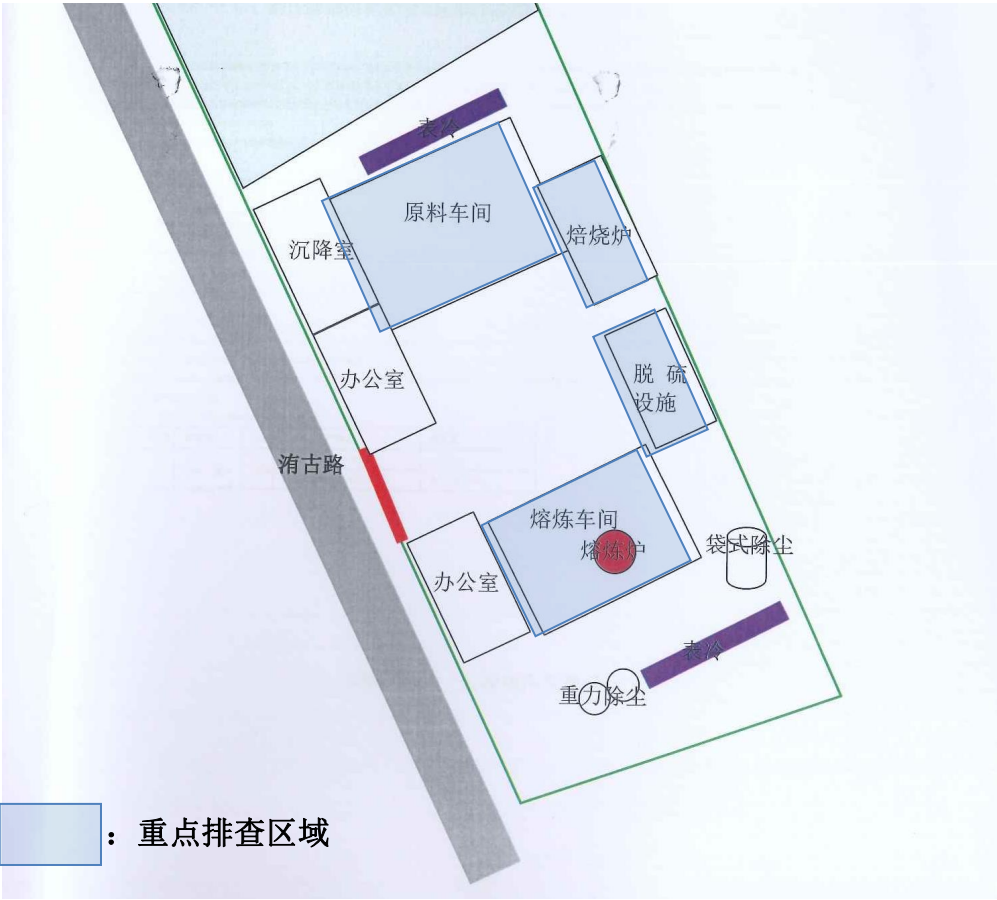 表冷
原料车间
焙烧炉
沉降室
办公室
脱 硫
设施
洧古路
熔炼车间
熔炼炉
袋式除尘
办公室
表冷
重力除尘
：重点排查区域